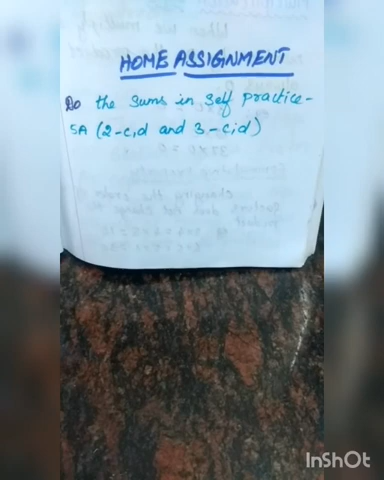 HOME ASSIGNMENT
Do the sums in self practice-
5A (2-c,d and 3-c,d)
InShOt